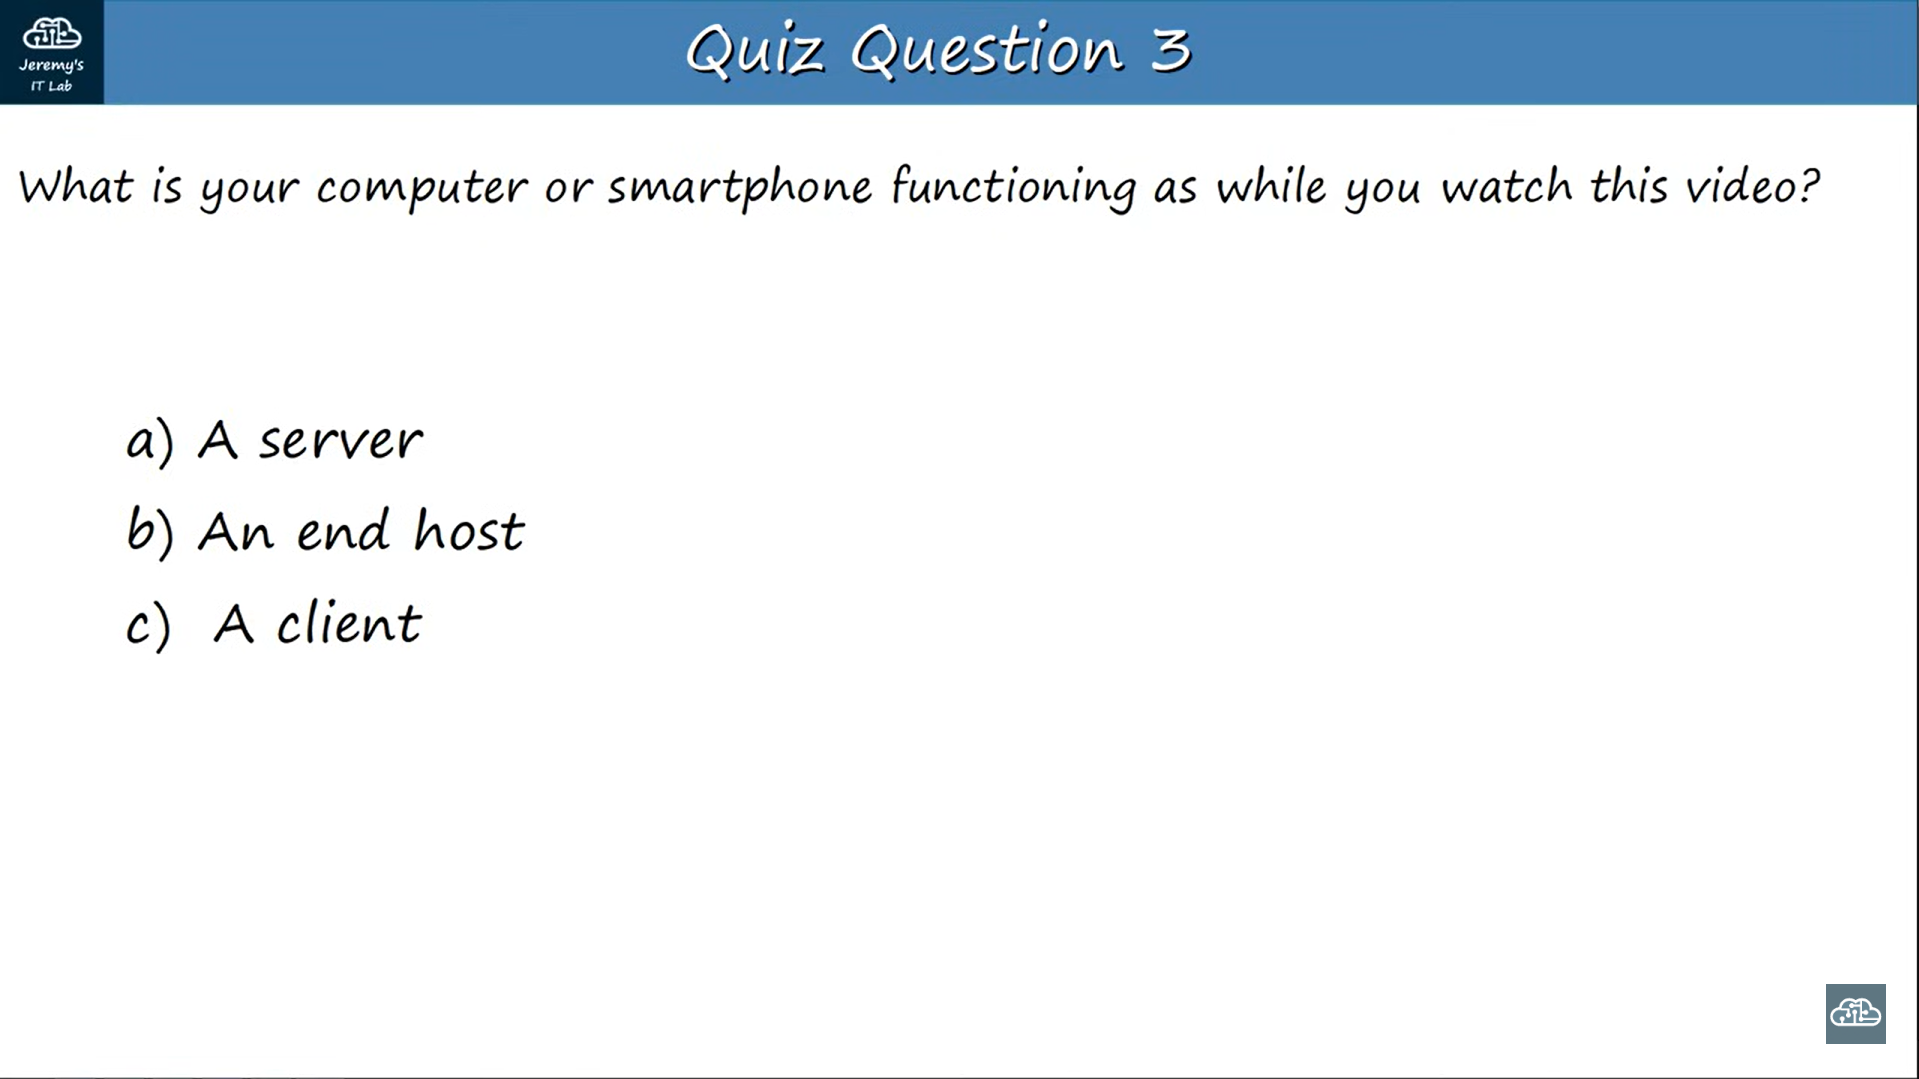 Jeremy's
IT Lab
Quiz Question 3
What is your computer or smartphone functioning as while you watch this video?
a) A server
b) An end host
c) A client